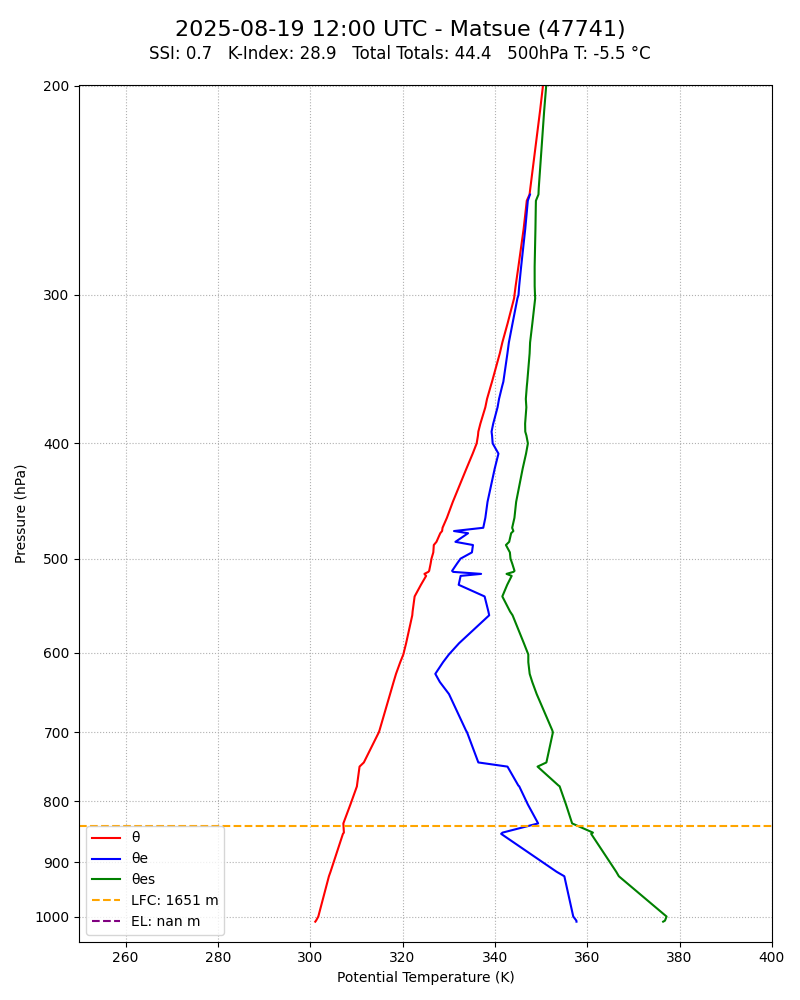 2025-08-19 12:00 UTC - Matsue (47741)
SSI: 0.7   K-Index: 28.9   Total Totals: 44.4   500hPa T: -5.5 °C
200
300
400
500
600
700
800
900
1000
Pressure (hPa)
θ
θe
θes
LFC: 1651 m
EL: nan m
260
280
300
320
340
360
380
400
Potential Temperature (K)